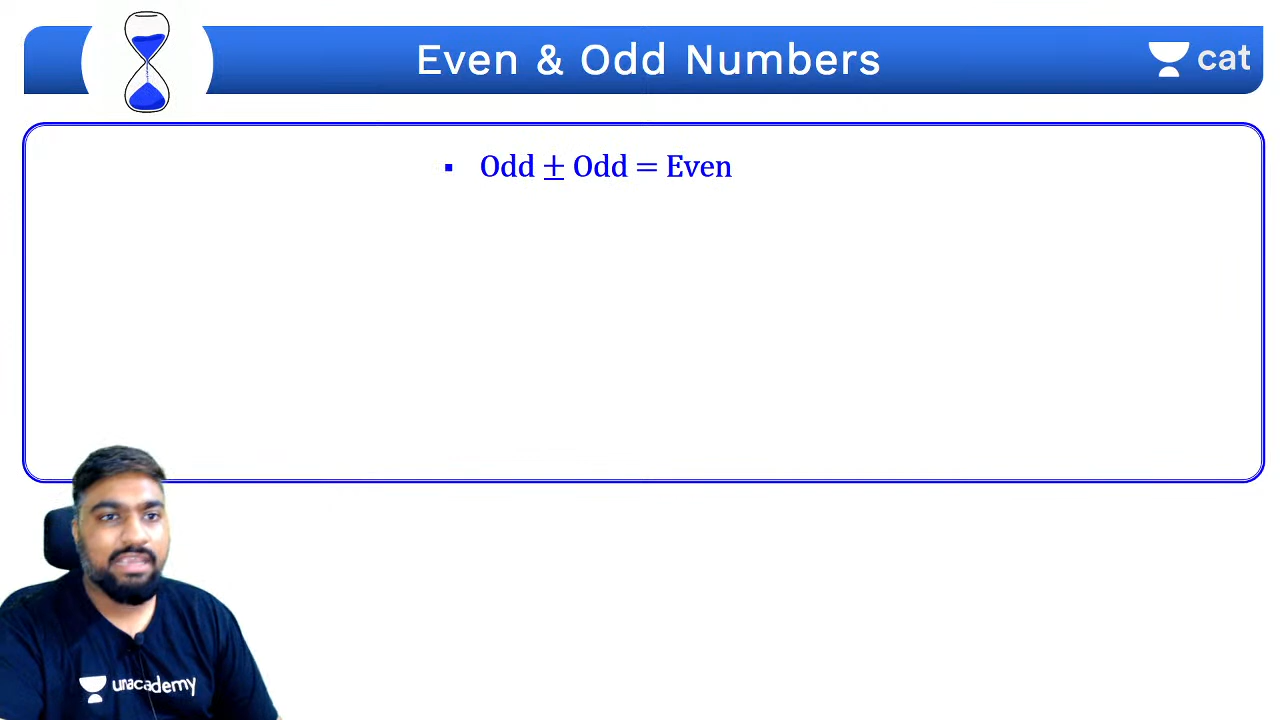 Even & Odd Numbers
cat
▪ Odd ± Odd = Even
unacademy